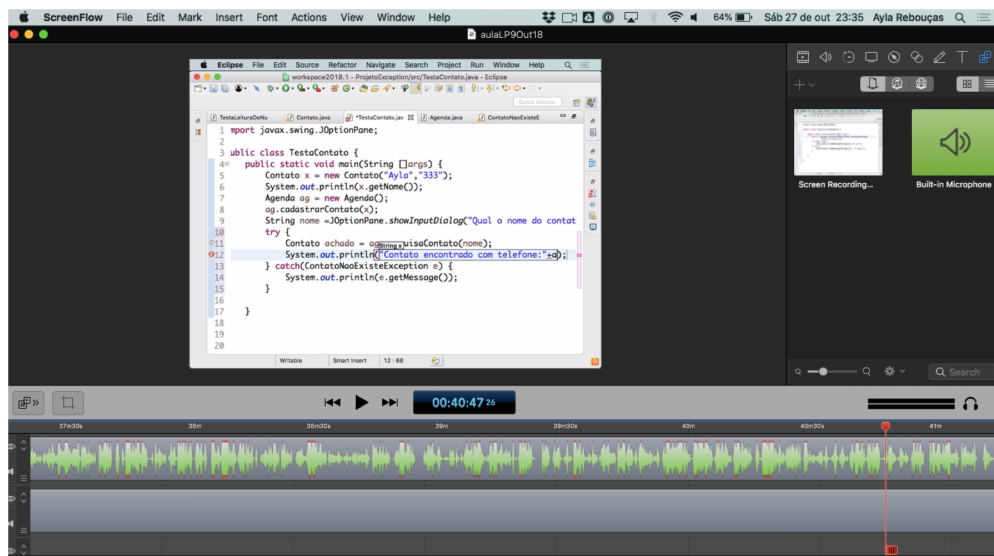 ScreenFlow File Edit Mark Insert Font Actions View Window Help 64% Sáb 27 de out 23:35 Ayla Rebouças
aulaLP9Out18
Eclipse File Edit Source Refactor Navigate Search Project Run Window Help
workspace2018.1 - ProjetoException/src/TestaContato.java - Eclipse
Quick Access
TestaLeituraDeNu Contato.java *TestaContato.jav Agenda.java ContatoNaoExisteE
1 mport javax.swing.JOptionPane;
2
3 ublic class TestaContato {
4 public static void main(String []args) {
5 Contato x = new Contato("Ayla","333");
6 System.out.println(x.getNome());
7 Agenda ag = new Agenda();
8 ag.cadastrarContato(x);
9 String nome =JOptionPane.showInputDialog("Qual o nome do contat
10 try {
String x
11 Contato achado = ag uisaContato(nome);
12 System.out.println("Contato encontrado com telefone:"+a);
13 } catch(ContatoNaoExisteException e) {
14 System.out.println(e.getMessage());
15 }
16
17 }
18
19
20
Writable Smart Insert 12 : 68
Screen Recording... Built-in Microphone
Search
00:40:47 26
37m30s 38m 38m30s 39m 39m30s 40m 40m30s 41m